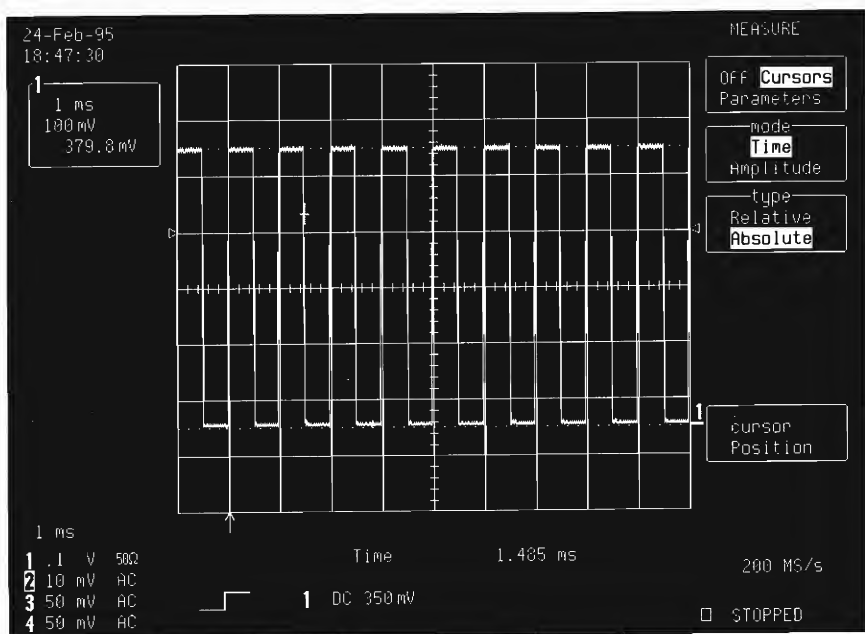 24-Feb-95
18:47:30
1
1 ms
100 mV
379.8 mV
MEASURE
Off Cursors
Parameters
mode
Time
Amplitude
type
Relative
Absolute
1
cursor
Position
1 ms
1 .1 V 50Ω
2 10 mV AC
3 50 mV AC
4 50 mV AC
Time 1.485 ms
1 DC 350 mV
200 MS/s
STOPPED